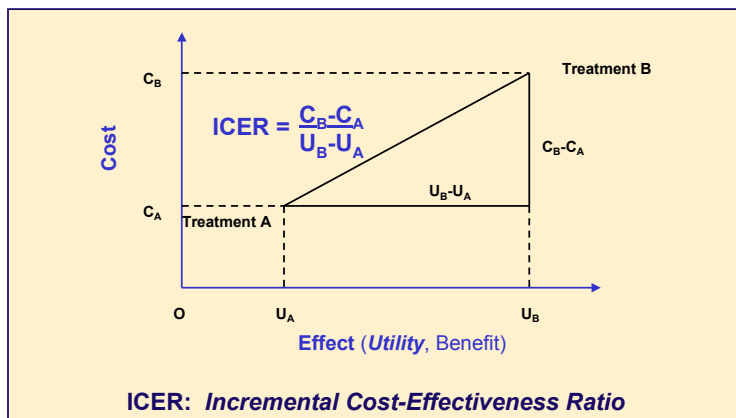 C_B
Treatment B
ICER = C_B-C_A
U_B-U_A
Cost
C_B-C_A
U_B-U_A
C_A
Treatment A
O
U_A
U_B
Effect (Utility, Benefit)
ICER: Incremental Cost-Effectiveness Ratio